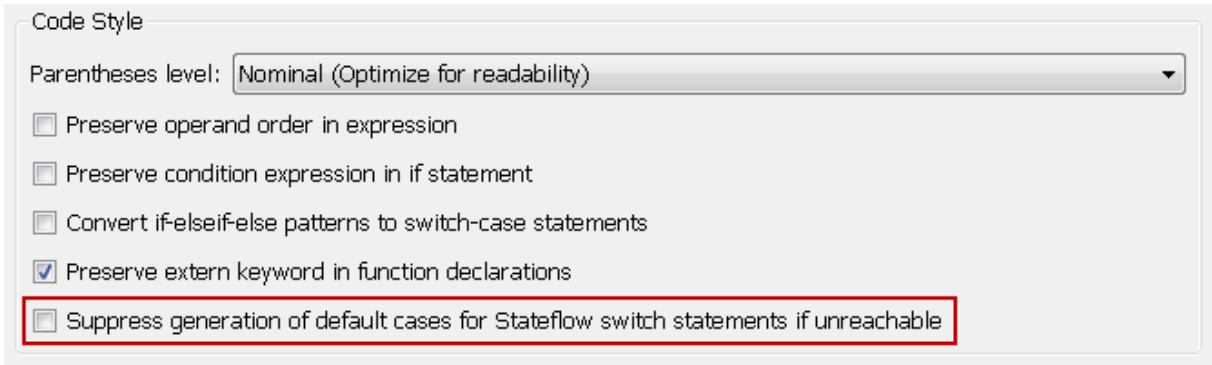 Code Style
Parentheses level: Nominal (Optimize for readability)
Preserve operand order in expression
Preserve condition expression in if statement
Convert if-elseif-else patterns to switch-case statements
Preserve extern keyword in function declarations
Suppress generation of default cases for Stateflow switch statements if unreachable